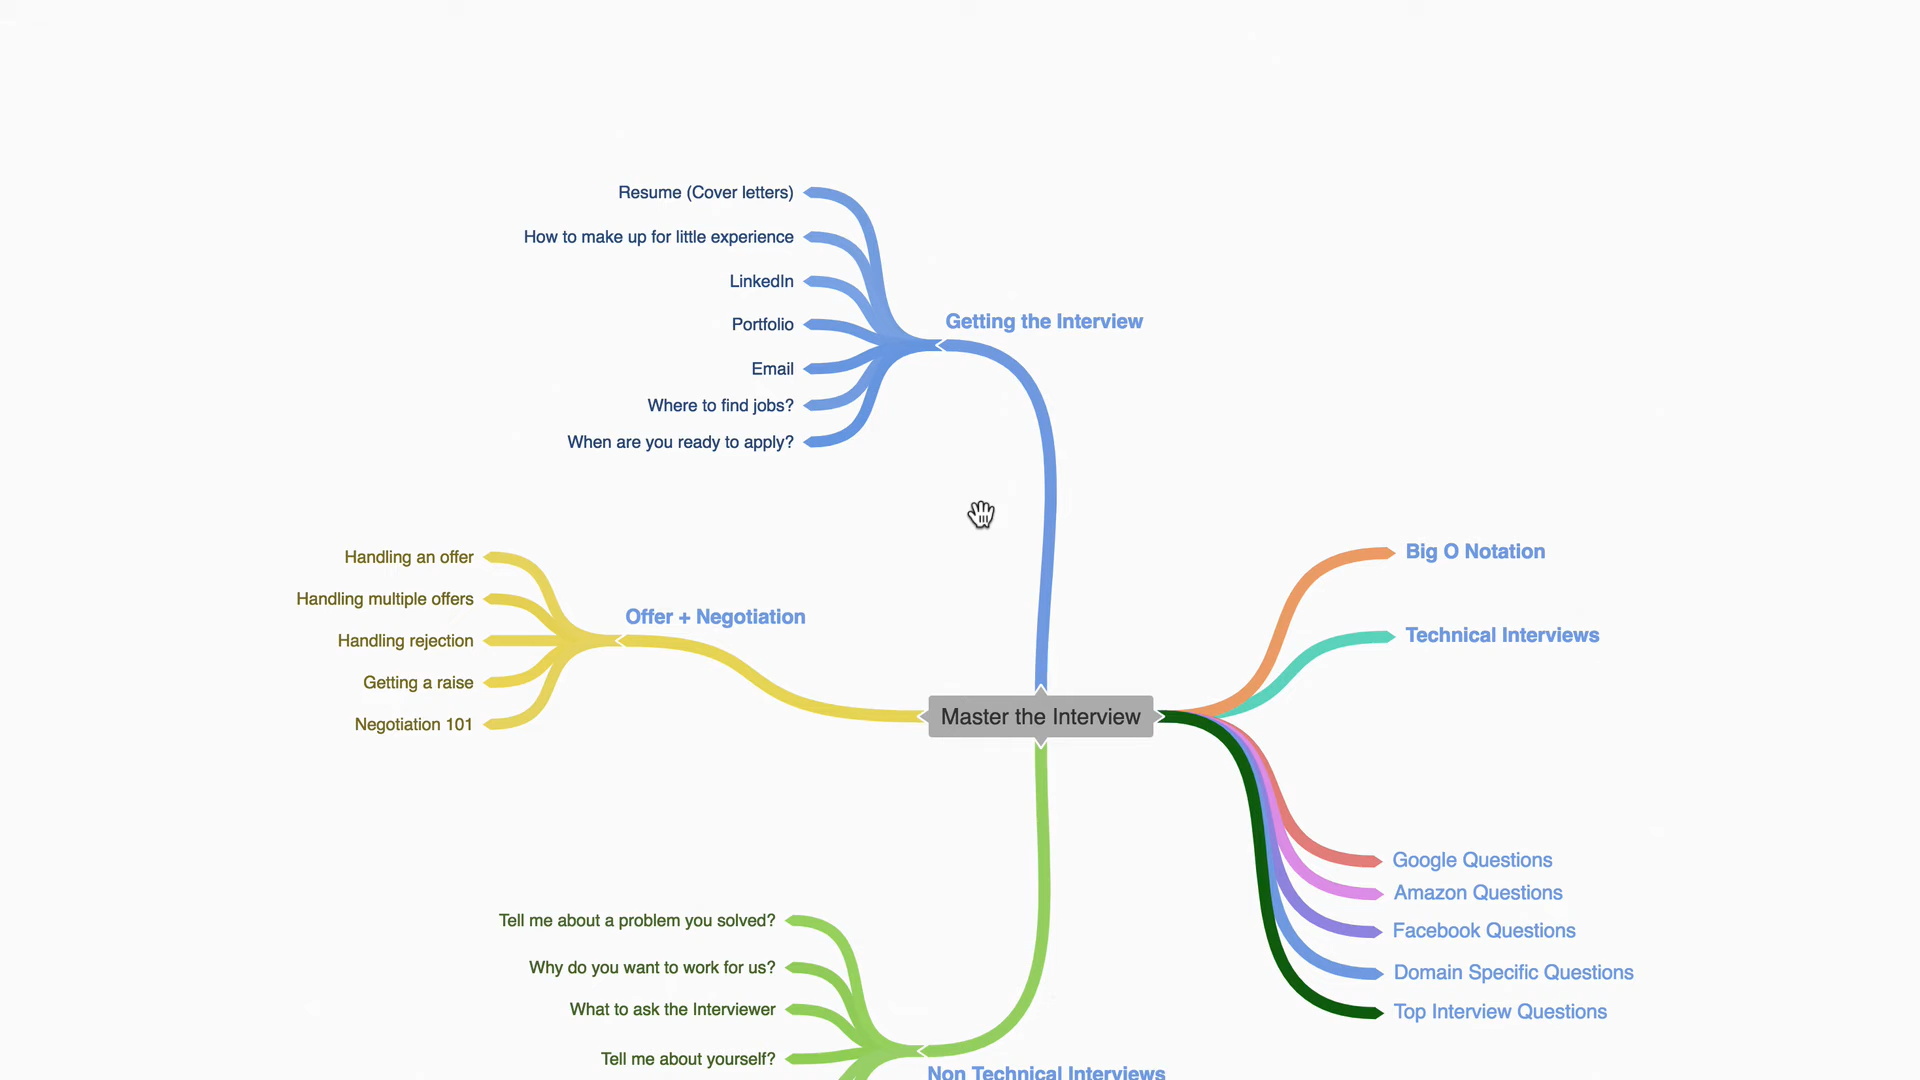 Resume (Cover letters)
How to make up for little experience
LinkedIn
Portfolio
Email
Where to find jobs?
When are you ready to apply?
Getting the Interview
Handling an offer
Handling multiple offers
Handling rejection
Getting a raise
Negotiation 101
Offer + Negotiation
Master the Interview
Big O Notation
Technical Interviews
Google Questions
Amazon Questions
Facebook Questions
Domain Specific Questions
Top Interview Questions
Tell me about a problem you solved?
Why do you want to work for us?
What to ask the Interviewer
Tell me about yourself?
Non Technical Interviews